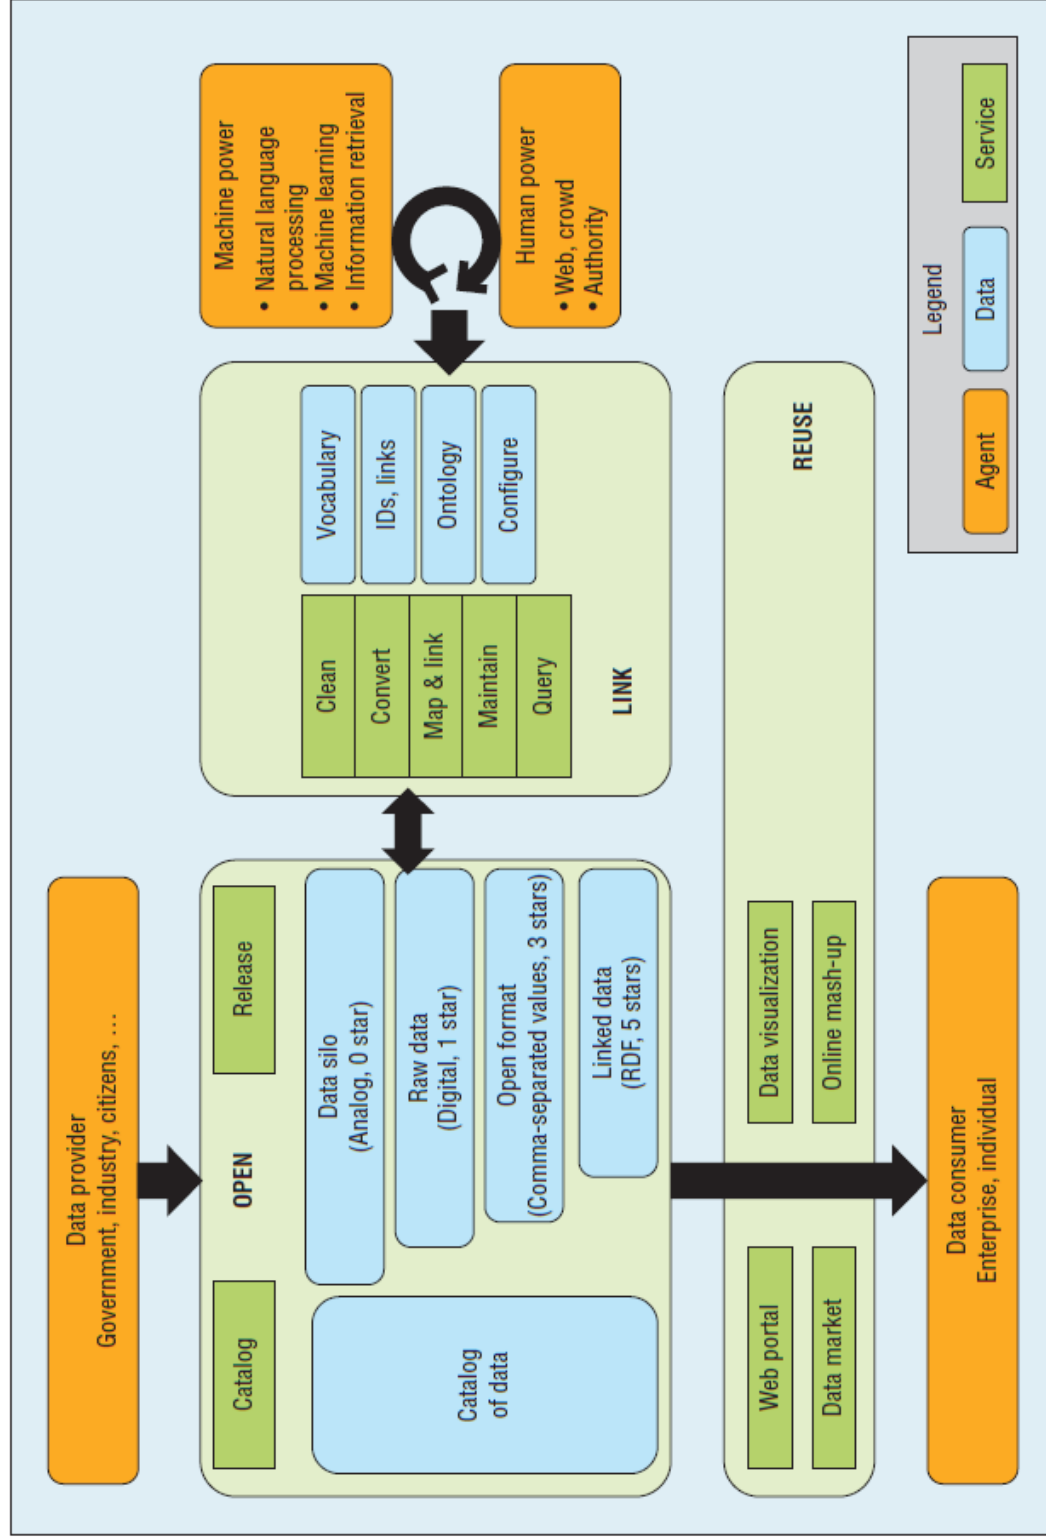 Data provider
Government, industry, citizens, …
Catalog
OPEN
Release
Catalog
of data
Data silo
(Analog, 0 star)
Raw data
(Digital, 1 star)
Open format
(Comma-separated values, 3 stars)
Linked data
(RDF, 5 stars)
Clean
Convert
Map & link
Maintain
Query
Vocabulary
IDs, links
Ontology
Configure
LINK
Machine power
• Natural language
processing
• Machine learning
• Information retrieval
Human power
• Web, crowd
• Authority
Web portal
Data market
Data visualization
Online mash-up
REUSE
Data consumer
Enterprise, individual
Legend
Agent
Data
Service